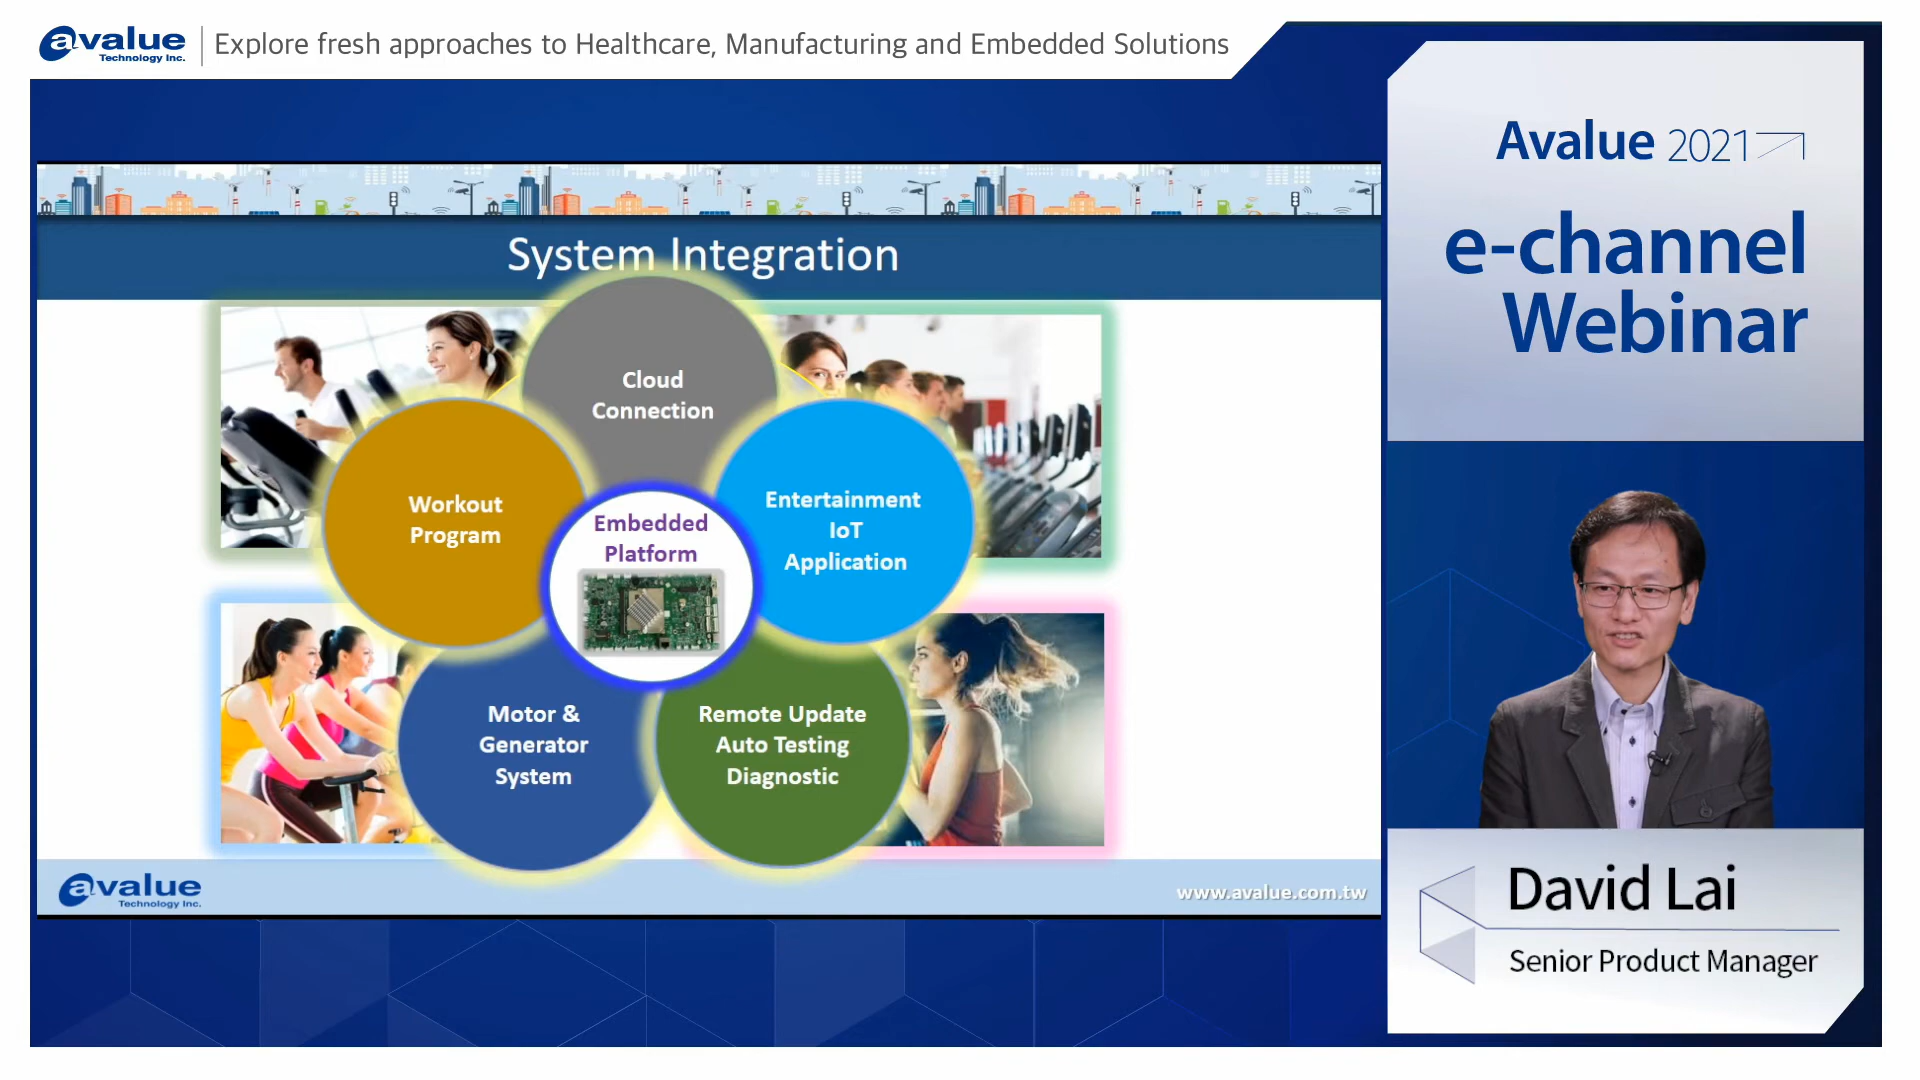 avalue
Technology Inc.
Explore fresh approaches to Healthcare, Manufacturing and Embedded Solutions
System Integration
Cloud
Connection
Workout
Program
Entertainment
IoT
Application
Embedded
Platform
Motor &
Generator
System
Remote Update
Auto Testing
Diagnostic
avalue
Technology Inc.
www.avalue.com.tw
Avalue 2021
e-channel
Webinar
David Lai
Senior Product Manager